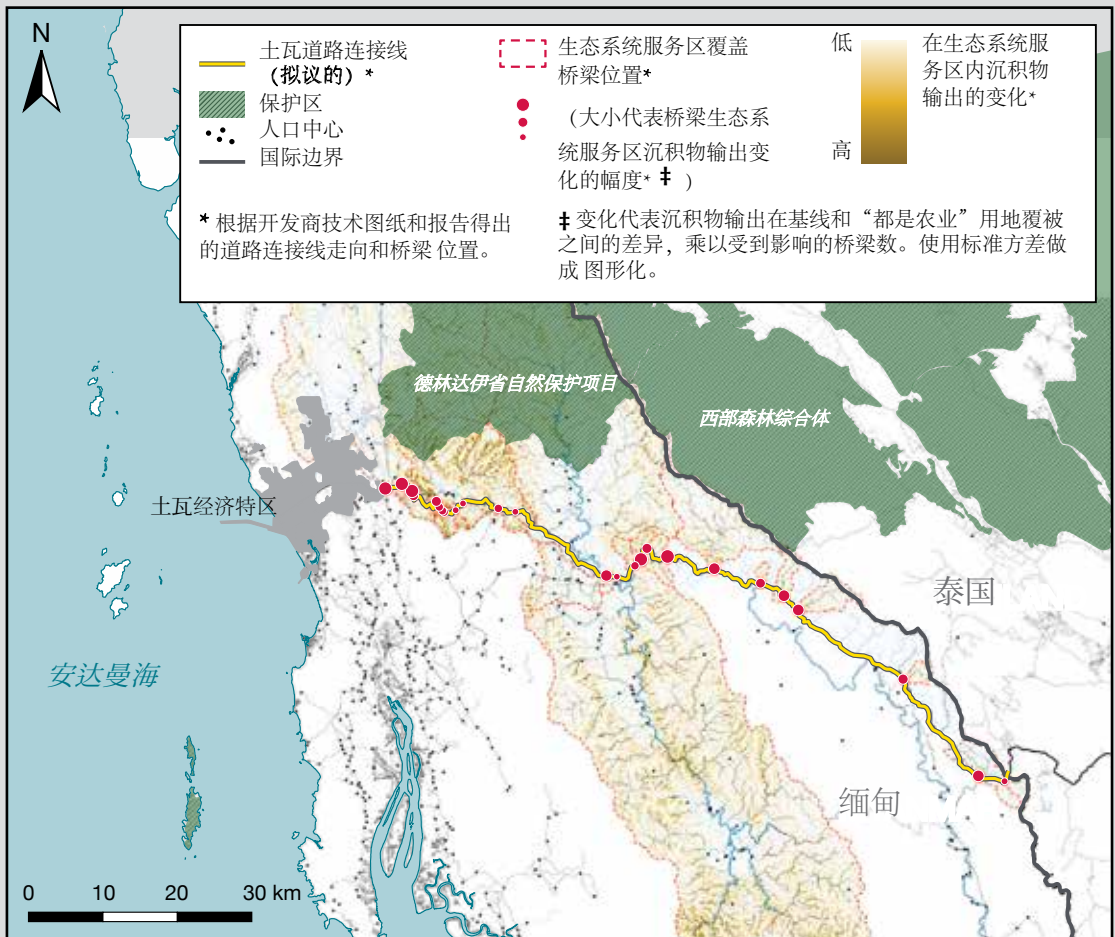 N
土瓦道路连接线
(拟议的) *
保护区
人口中心
国际边界
生态系统服务区覆盖
桥梁位置*
（大小代表桥梁生态系
统服务区沉积物输出变
化的幅度* ‡ ）
低
高
在生态系统服
务区内沉积物
输出的变化*
* 根据开发商技术图纸和报告得出
的道路连接线走向和桥梁 位置。
‡ 变化代表沉积物输出在基线和“都是农业”用地覆被
之间的差异，乘以受到影响的桥梁数。使用标准方差做
成 图形化。
德林达伊省自然保护项目
西部森林综合体
土瓦经济特区
泰国
安达曼海
缅甸
0 10 20 30 km